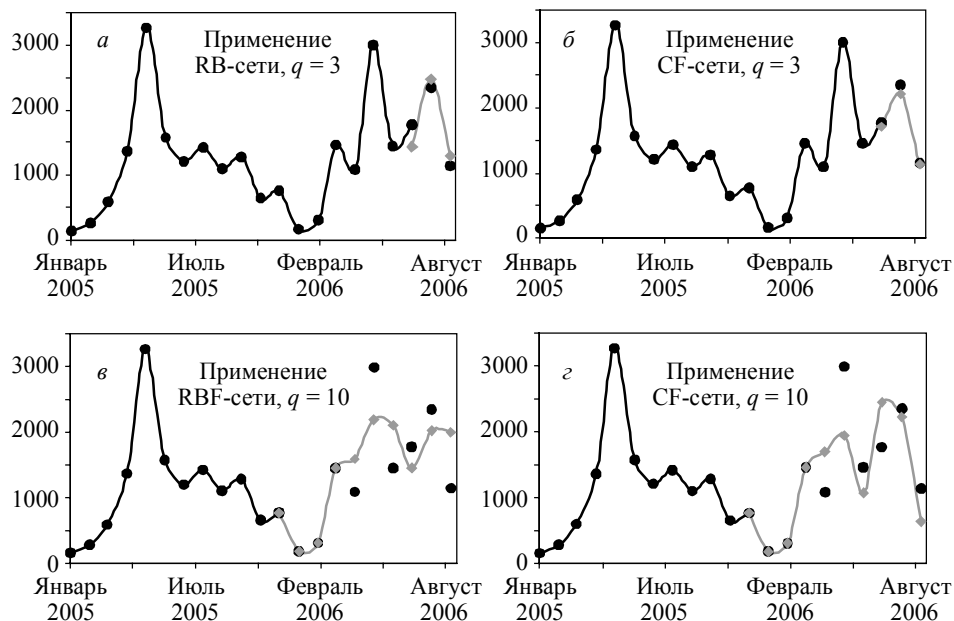 а
Применение
RB-сети, q = 3
3000
2000
1000
0
Январь
2005
Июль
2005
Февраль
2006
Август
2006
б
Применение
CF-сети, q = 3
3000
2000
1000
0
Январь
2005
Июль
2005
Февраль
2006
Август
2006
в
Применение
RBF-сети, q = 10
3000
2000
1000
0
Январь
2005
Июль
2005
Февраль
2006
Август
2006
г
Применение
CF-сети, q = 10
3000
2000
1000
0
Январь
2005
Июль
2005
Февраль
2006
Август
2006